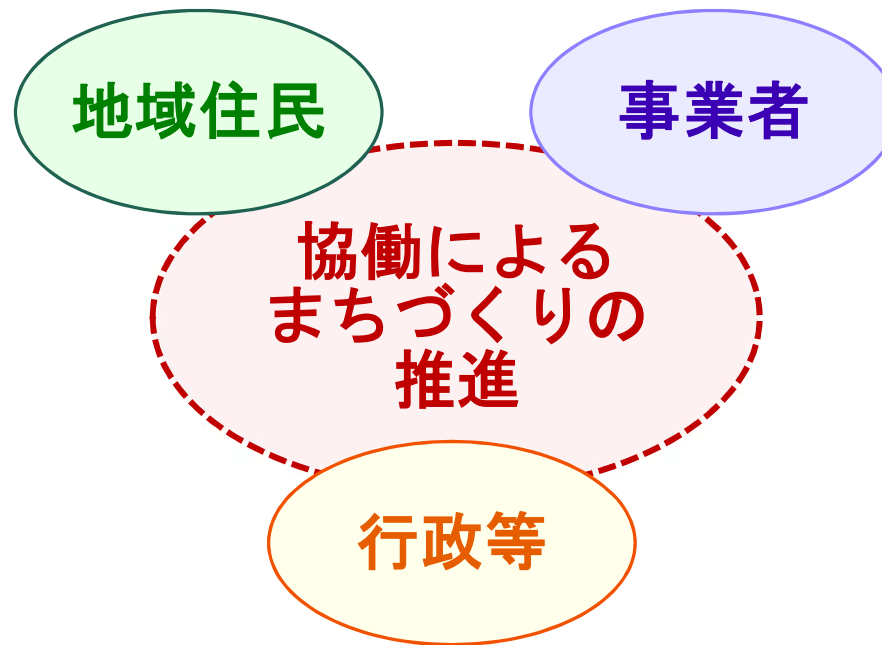 地域住民
事業者
協働による
まちづくりの
推進
行政等